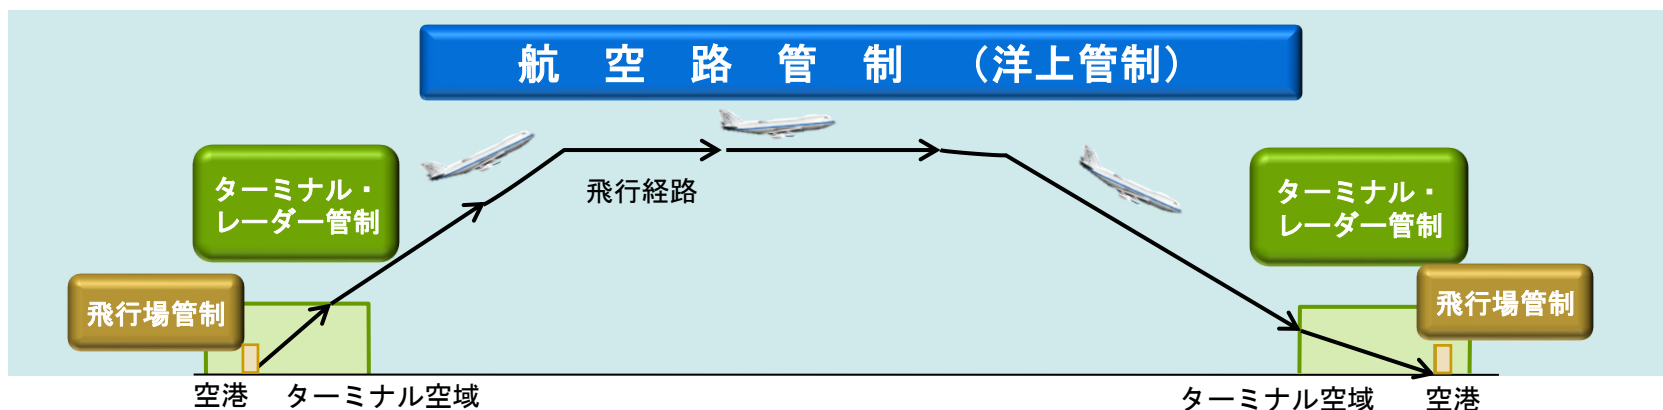 航空路管制（洋上管制）
ターミナル・
レーダー管制
飛行経路
ターミナル・
レーダー管制
飛行場管制
飛行場管制
空港
ターミナル空域
ターミナル空域
空港